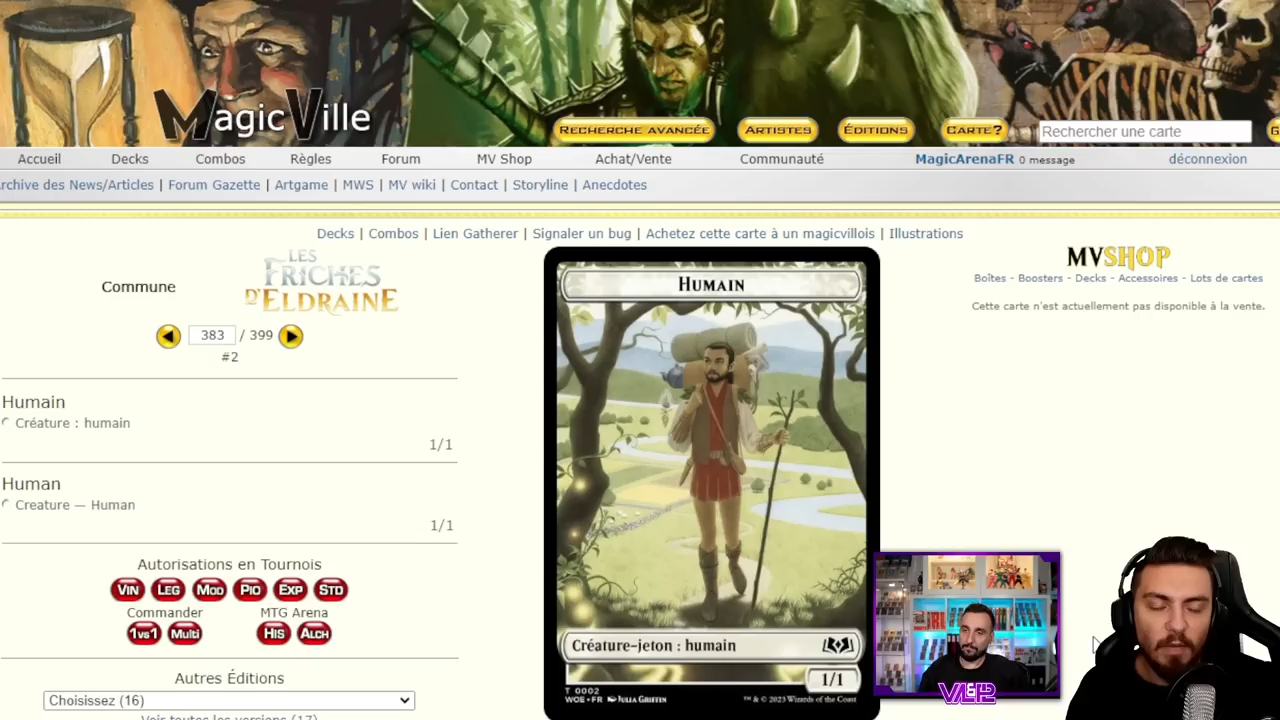 MagicVille
RECHERCHE AVANCÉE
ARTISTES
ÉDITIONS
CARTE?
Rechercher une carte
Accueil Decks Combos Règles Forum MV Shop Achat/Vente Communauté MagicArenaFR 0 message déconnexion
rchive des News/Articles | Forum Gazette | Artgame | MWS | MV wiki | Contact | Storyline | Anecdotes
Decks | Combos | Lien Gatherer | Signaler un bug | Achetez cette carte à un magicvillois | Illustrations
Commune
LES
FRICHES
D'ELDRAINE
383 / 399
#2
Humain
Créature : humain
1/1
Human
Creature — Human
1/1
Autorisations en Tournois
VIN LEG MOD PIO EXP STD
Commander MTG Arena
1vs1 Multi HIS ALCH
Autres Éditions
Choisissez (16)
Voir toutes les versions (17)
HUMAIN
Créature-jeton : humain
1/1
T 0002
WOE • FR JULIA GRIFFIN ™ & © 2023 Wizards of the Coast
MVSHOP
Boîtes - Boosters - Decks - Accessoires - Lots de cartes
Cette carte n'est actuellement pas disponible à la vente.